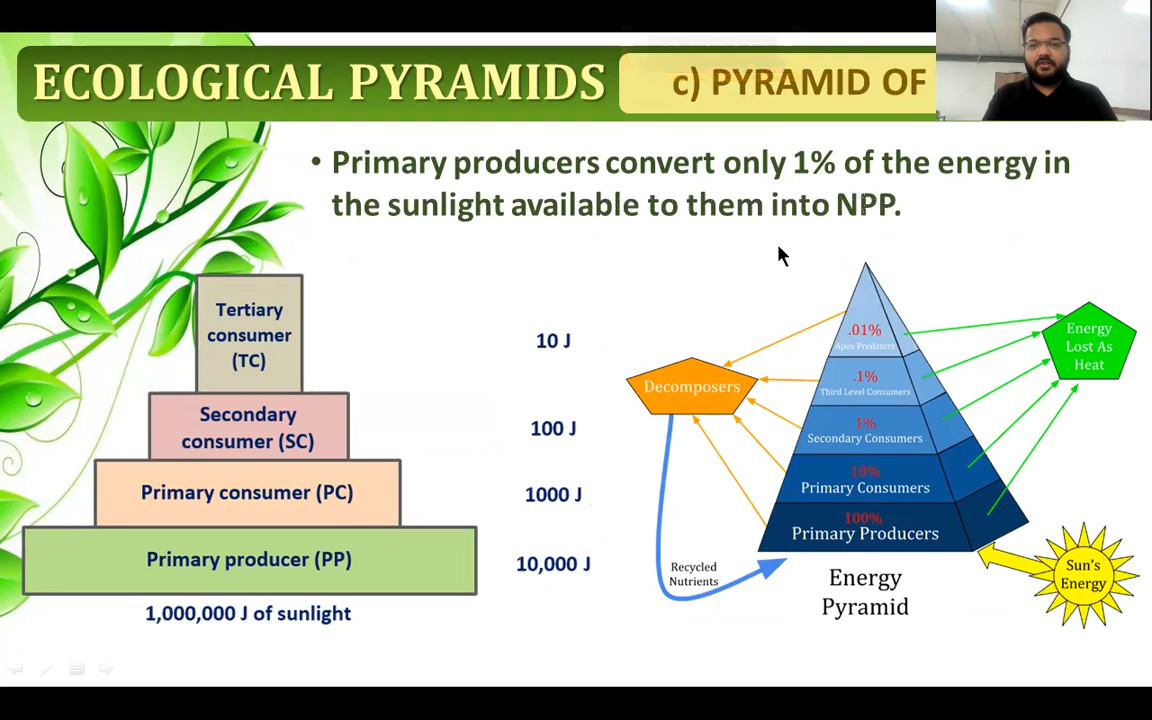 ECOLOGICAL PYRAMIDS
c) PYRAMID OF
• Primary producers convert only 1% of the energy in
the sunlight available to them into NPP.
Tertiary
consumer
(TC)
10 J
Secondary
consumer (SC)
100 J
Primary consumer (PC)
1000 J
Primary producer (PP)
10,000 J
1,000,000 J of sunlight
.01%
Apex Predators
.1%
Third Level Consumers
1%
Secondary Consumers
10%
Primary Consumers
100%
Primary Producers
Decomposers
Energy
Lost As
Heat
Recycled
Nutrients
Sun's
Energy
Energy
Pyramid